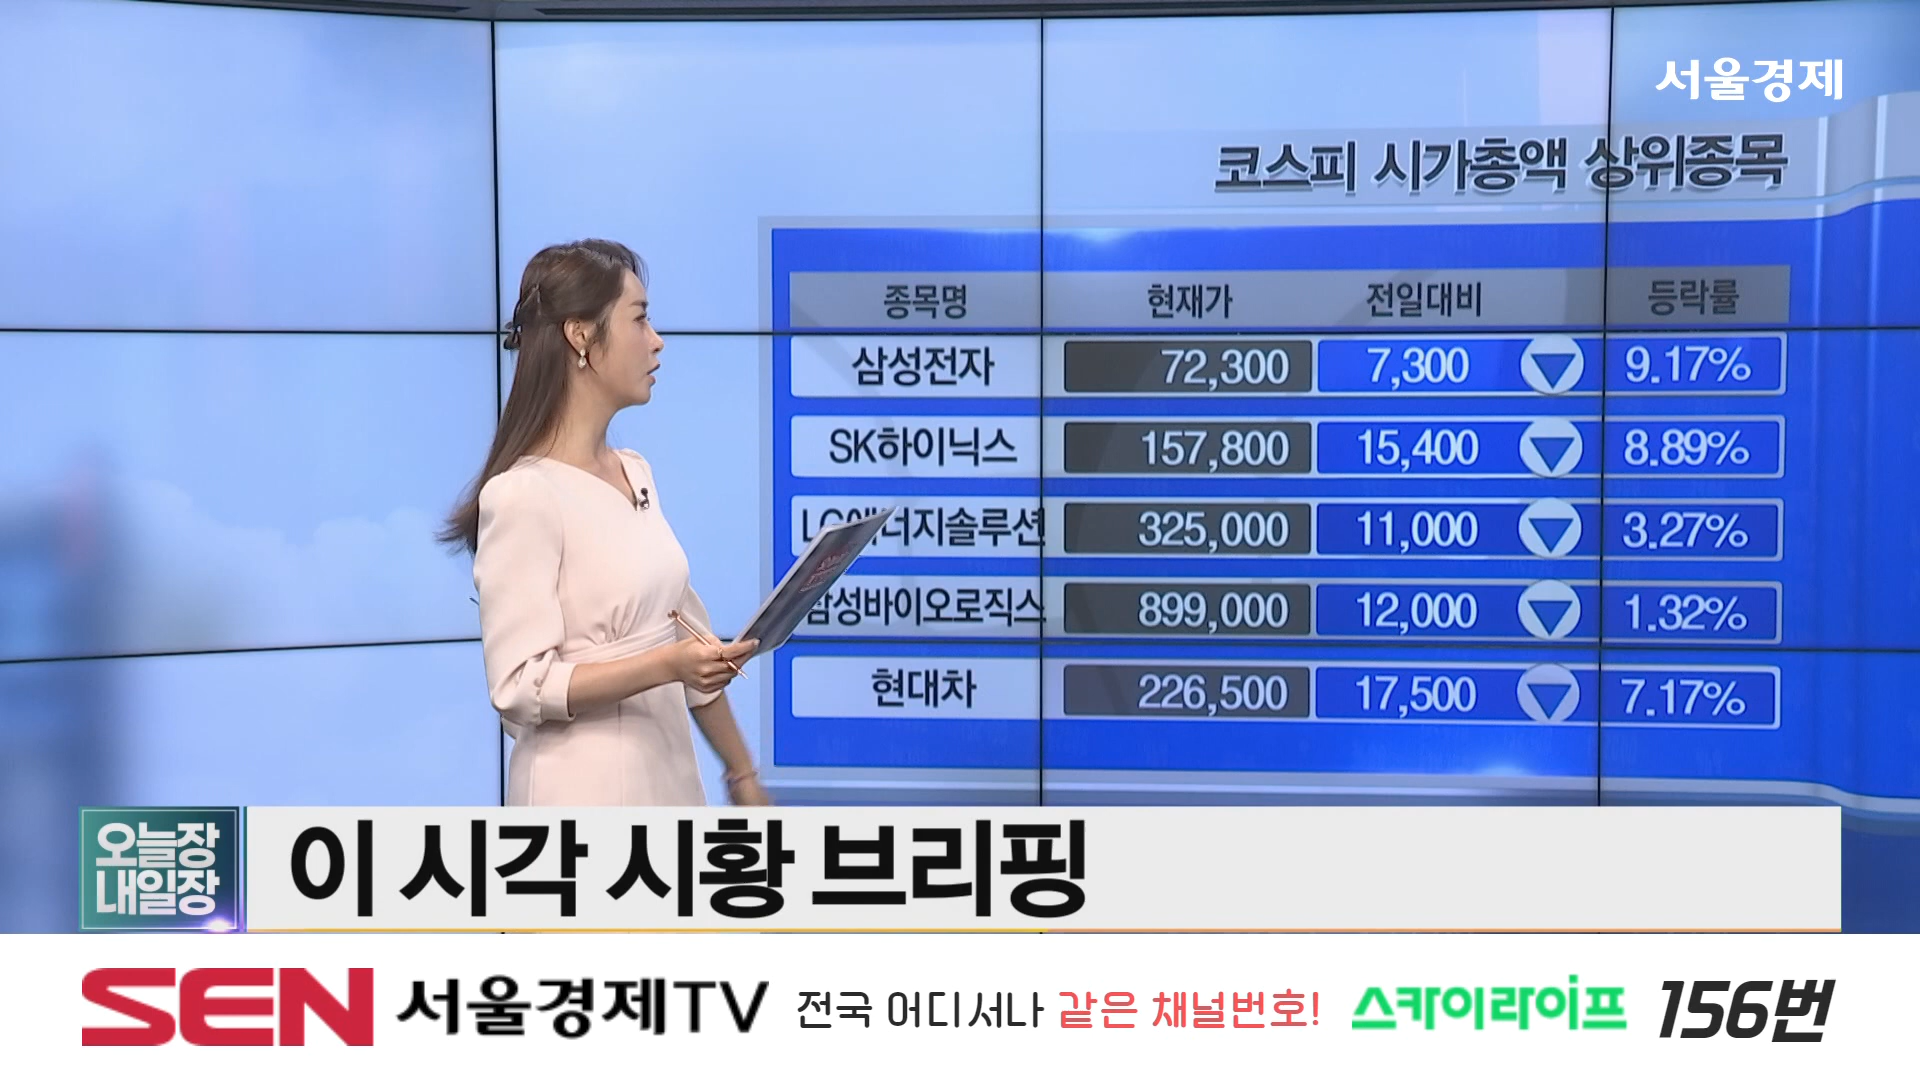 서울경제
코스피 시가총액 상위종목
종목명 현재가 전일대비 등락률
삼성전자 72,300 7,300 ▽ 9.17%
SK하이닉스 157,800 15,400 ▽ 8.89%
LG에너지솔루션 325,000 11,000 ▽ 3.27%
삼성바이오로직스 899,000 12,000 ▽ 1.32%
현대차 226,500 17,500 ▽ 7.17%
오늘장
내일장
이 시각 시황 브리핑
SEN 서울경제TV 전국 어디서나 같은 채널번호! 스카이라이프 156번